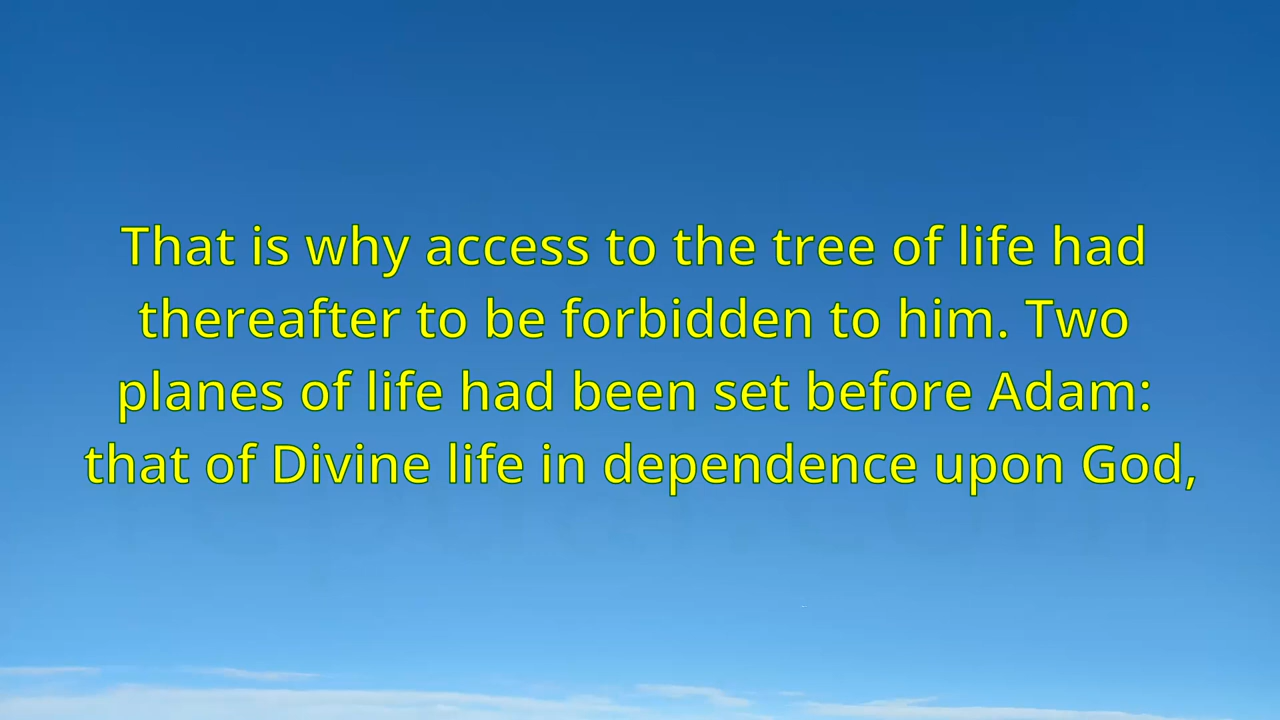 That is why access to the tree of life had
thereafter to be forbidden to him. Two
planes of life had been set before Adam:
that of Divine life in dependence upon God,